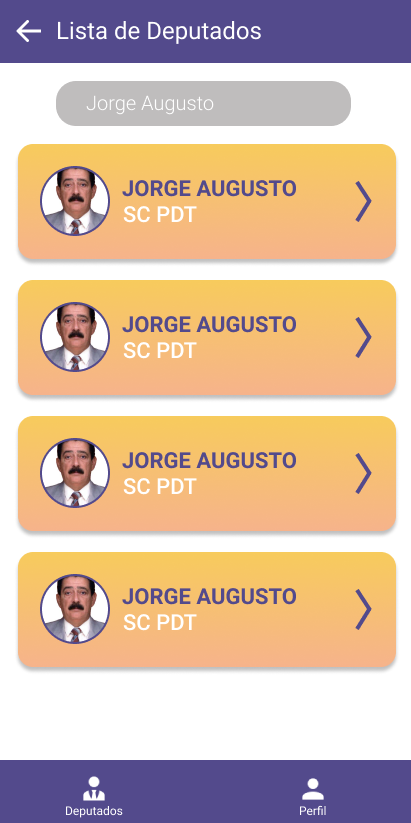 Lista de Deputados
Jorge Augusto
JORGE AUGUSTO
SC PDT
JORGE AUGUSTO
SC PDT
JORGE AUGUSTO
SC PDT
JORGE AUGUSTO
SC PDT
Deputados
Perfil